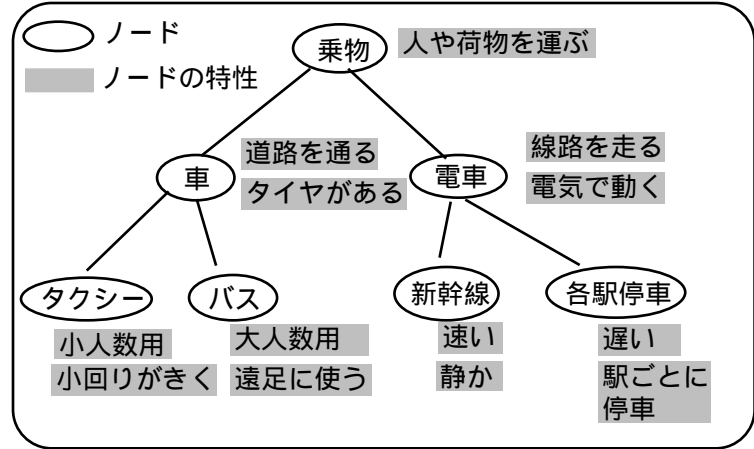 ノード
ノードの特性
乗物
人や荷物を運ぶ
車
道路を通る
タイヤがある
電車
線路を走る
電気で動く
タクシー
小人数用
小回りがきく
バス
大人数用
遠足に使う
新幹線
速い
静か
各駅停車
遅い
駅ごとに
停車